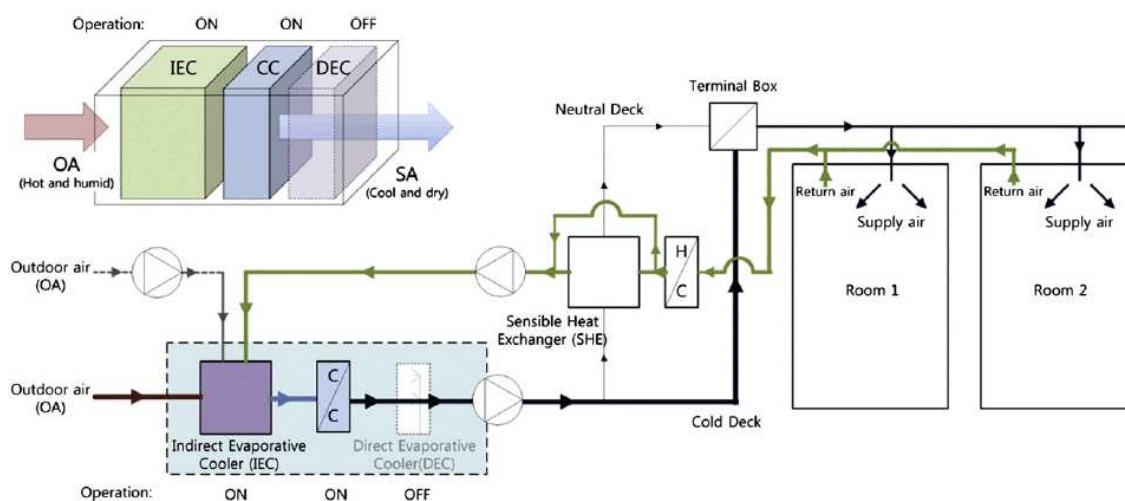 Operation: ON ON OFF
IEC CC DEC
OA
(Hot and humid)
SA
(Cool and dry)
Terminal Box
Neutral Deck
Return air
Return air
Supply air
Supply air
H
C
Room 1
Room 2
Outdoor air
(OA)
Sensible Heat
Exchanger (SHE)
Outdoor air
(OA)
C
C
Cold Deck
Indirect Evaporative
Cooler (IEC)
Direct Evaporative
Cooler(DEC)
Operation: ON ON OFF